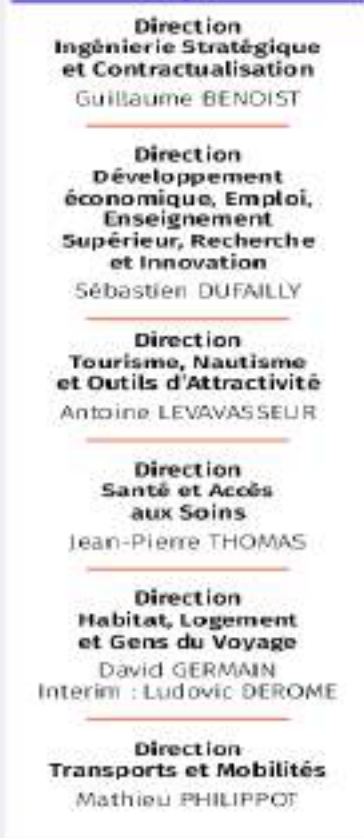 Direction
Ingénierie Stratégique
et Contractualisation
Guillaume BENOIST
Direction
Développement
économique, Emploi,
Enseignement
Supérieur, Recherche
et Innovation
Sébastien DUFAILLY
Direction
Tourisme, Nautisme
et Outils d'Attractivité
Antoine LEVAVASSEUR
Direction
Santé et Accès
aux Soins
Jean-Pierre THOMAS
Direction
Habitat, Logement
et Gens du Voyage
David GERMAIN
Interim : Ludovic DEROME
Direction
Transports et Mobilités
Mathieu PHILIPPOT